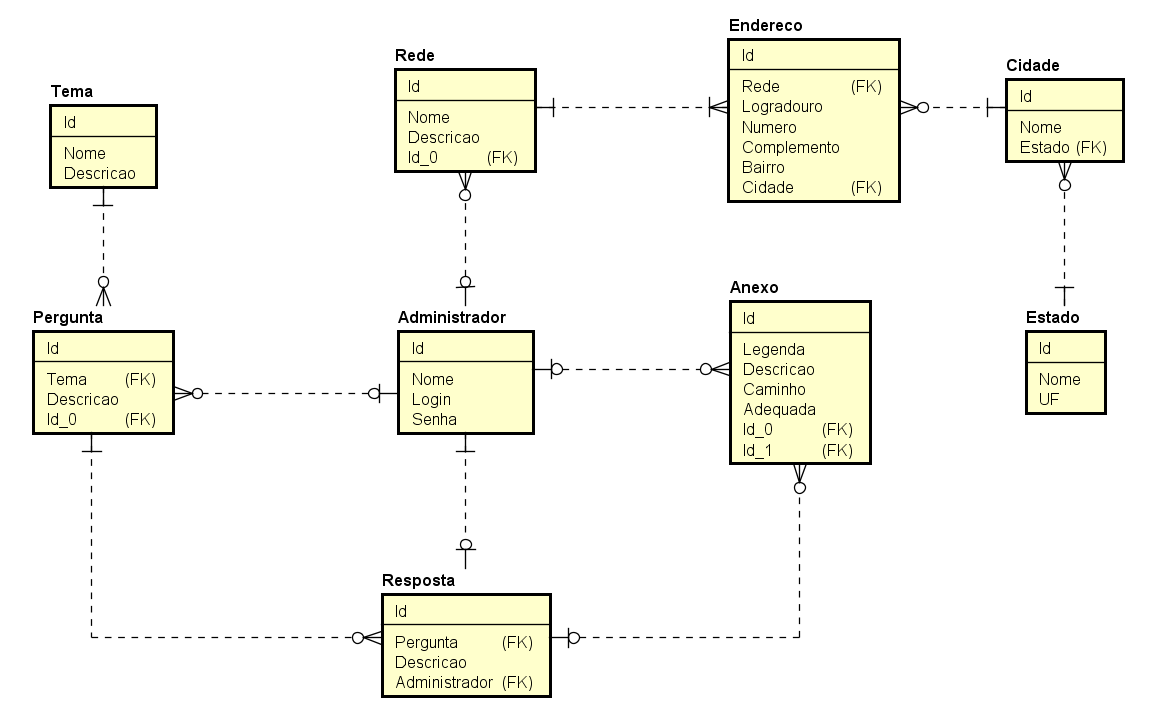 Tema
Id
Nome
Descricao
Rede
Id
Nome
Descricao
Id_0 (FK)
Endereco
Id
Rede (FK)
Logradouro
Numero
Complemento
Bairro
Cidade (FK)
Cidade
Id
Nome
Estado (FK)
Pergunta
Id
Tema (FK)
Descricao
Id_0 (FK)
Administrador
Id
Nome
Login
Senha
Anexo
Id
Legenda
Descricao
Caminho
Adequada
Id_0 (FK)
Id_1 (FK)
Estado
Id
Nome
UF
Resposta
Id
Pergunta (FK)
Descricao
Administrador (FK)